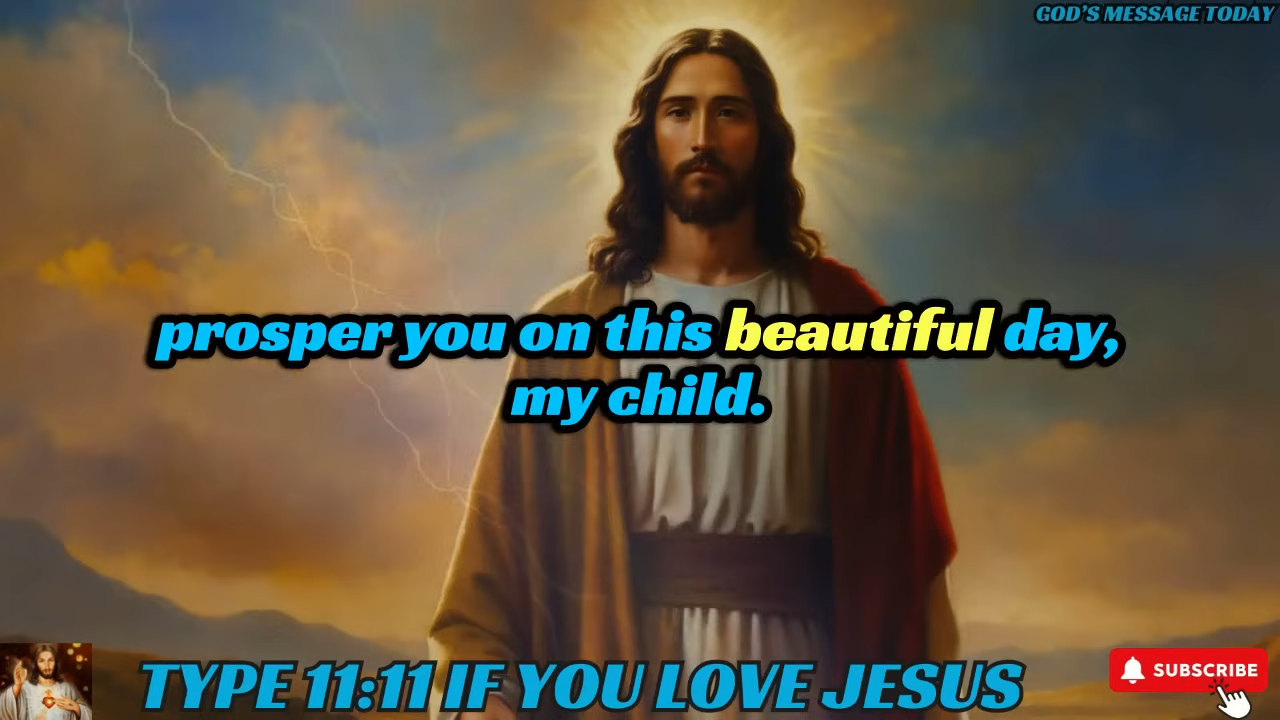 GOD'S MESSAGE TODAY
prosper you on this beautiful day,
my child.
TYPE 11:11 IF YOU LOVE JESUS
SUBSCRIBE